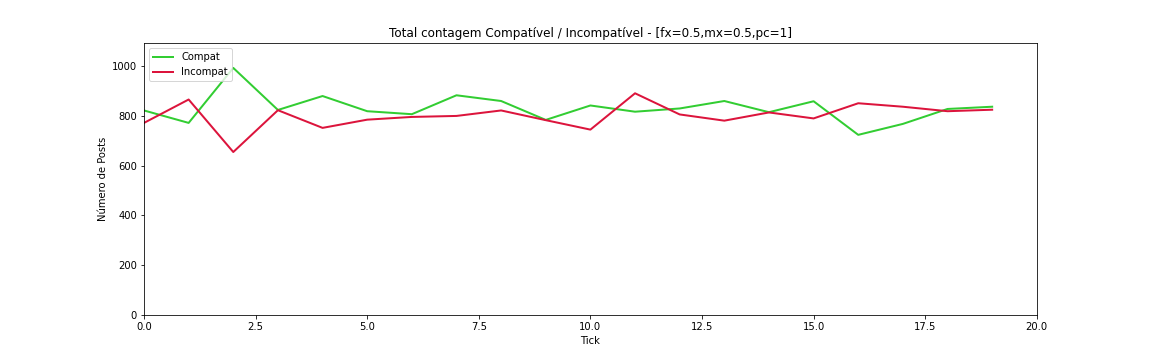 Total contagem Compatível / Incompatível - [fx=0.5,mx=0.5,pc=1]
Compat
Incompat
Número de Posts
1000
800
600
400
200
0
0.0 2.5 5.0 7.5 10.0 12.5 15.0 17.5 20.0
Tick